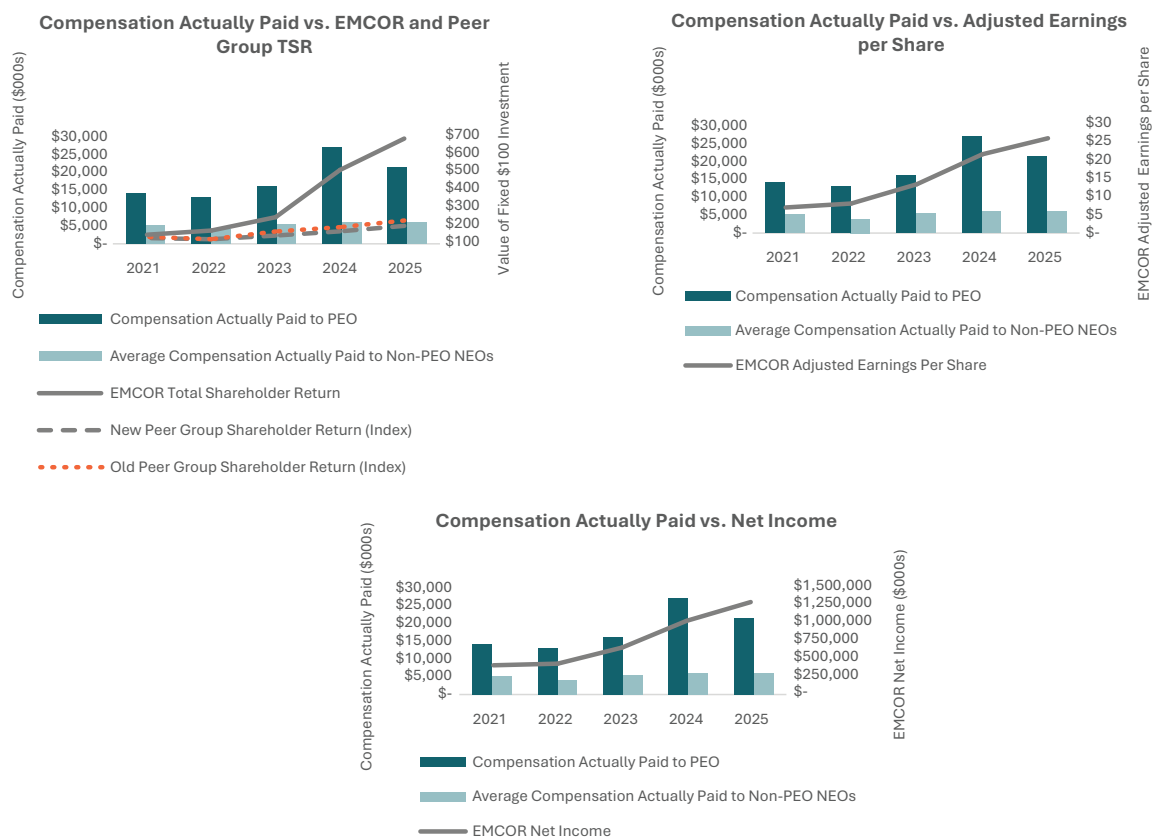 Compensation Actually Paid vs. EMCOR and Peer
Group TSR
Compensation Actually Paid ($000s)
$30,000
$25,000
$20,000
$15,000
$10,000
$5,000
$-
$700
$600
$500
$400
$300
$200
$100
Value of Fixed $100 Investment
2021 2022 2023 2024 2025
Compensation Actually Paid to PEO
Average Compensation Actually Paid to Non-PEO NEOs
EMCOR Total Shareholder Return
New Peer Group Shareholder Return (Index)
Old Peer Group Shareholder Return (Index)
Compensation Actually Paid vs. Adjusted Earnings
per Share
Compensation Actually Paid ($000s)
$30,000
$25,000
$20,000
$15,000
$10,000
$5,000
$-
$30
$25
$20
$15
$10
$5
$-
EMCOR Adjusted Earnings per Share
2021 2022 2023 2024 2025
Compensation Actually Paid to PEO
Average Compensation Actually Paid to Non-PEO NEOs
EMCOR Adjusted Earnings Per Share
Compensation Actually Paid vs. Net Income
Compensation Actually Paid ($000s)
$30,000
$25,000
$20,000
$15,000
$10,000
$5,000
$-
$1,500,000
$1,250,000
$1,000,000
$750,000
$500,000
$250,000
$-
EMCOR Net Income ($000s)
2021 2022 2023 2024 2025
Compensation Actually Paid to PEO
Average Compensation Actually Paid to Non-PEO NEOs
EMCOR Net Income